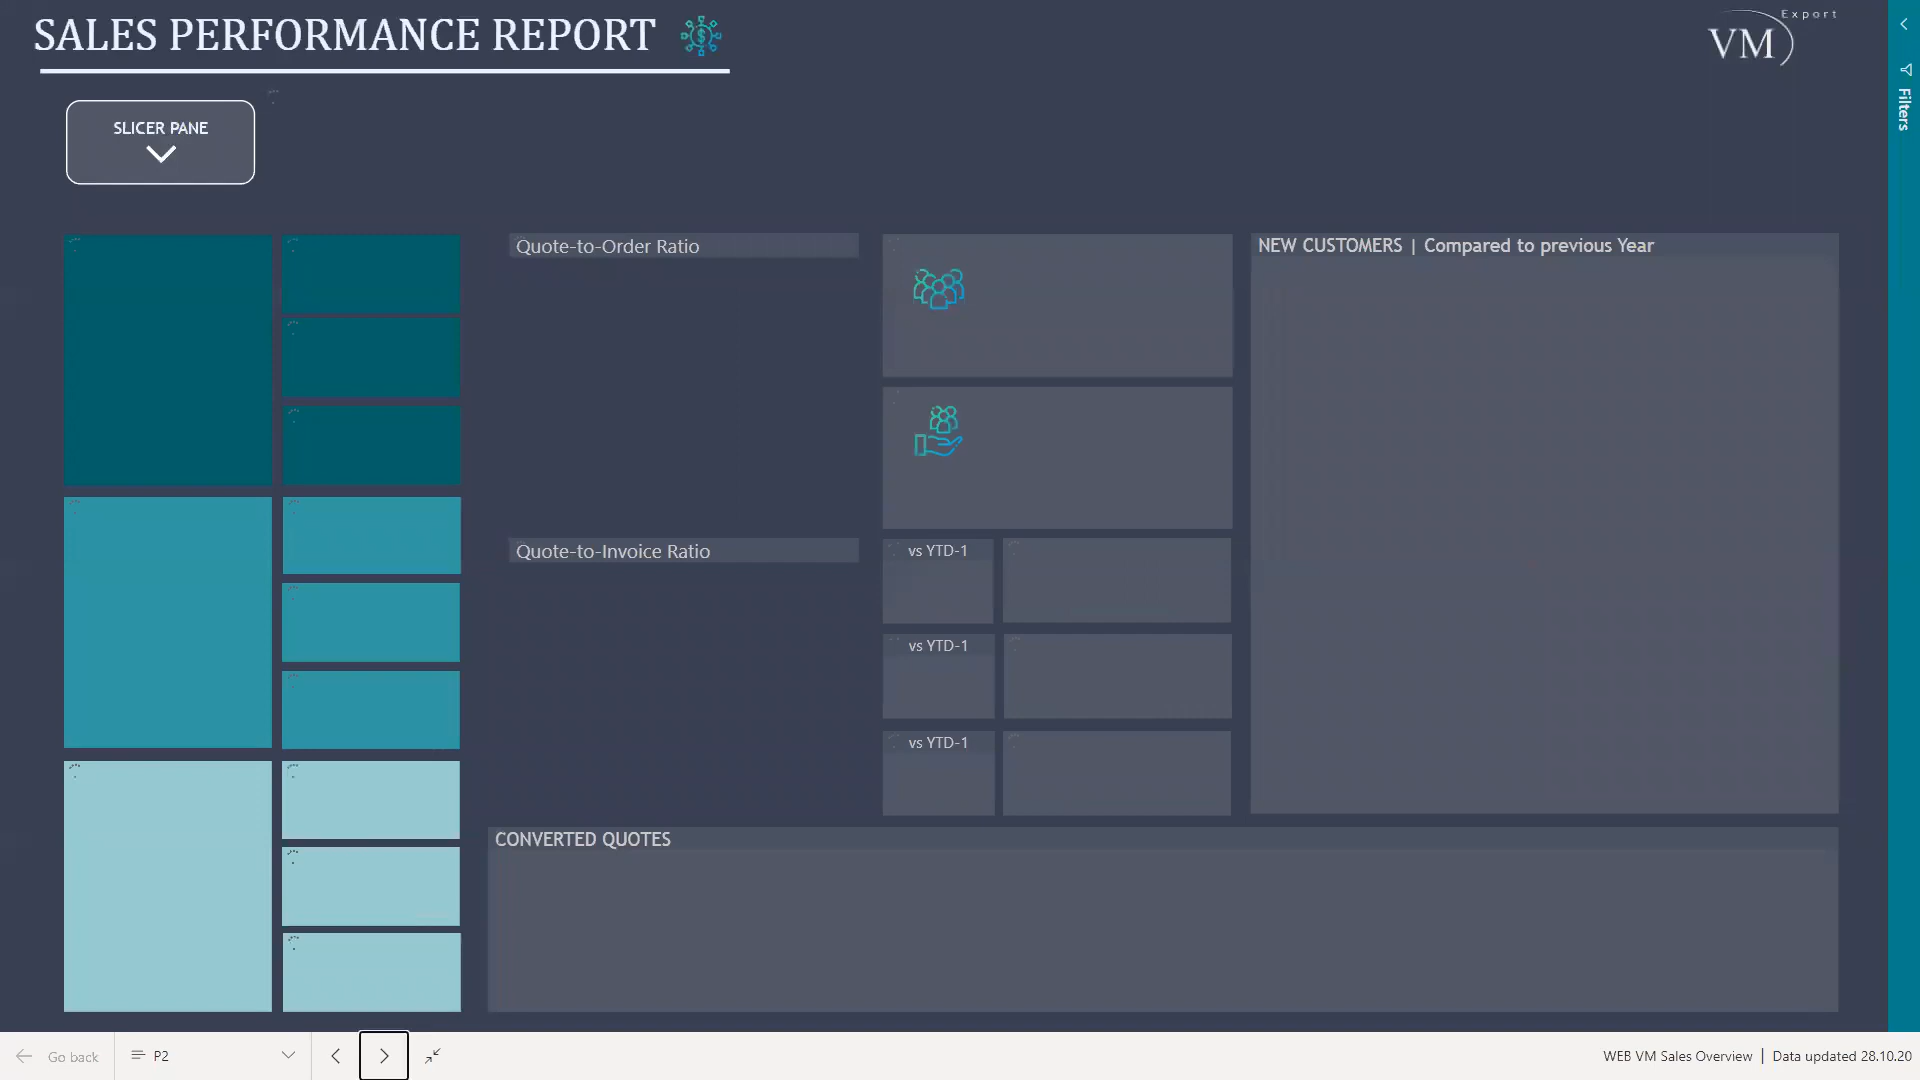 SALES PERFORMANCE REPORT
Export
VM
Filters
SLICER PANE
Quote-to-Order Ratio
NEW CUSTOMERS | Compared to previous Year
Quote-to-Invoice Ratio
vs YTD-1
vs YTD-1
vs YTD-1
CONVERTED QUOTES
Go back
P2
WEB VM Sales Overview | Data updated 28.10.20